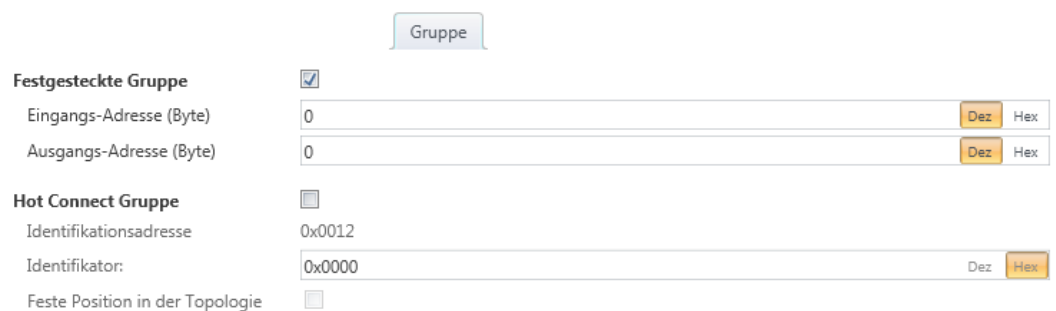 Gruppe
Festgesteckte Gruppe
Eingangs-Adresse (Byte) 0 Dez Hex
Ausgangs-Adresse (Byte) 0 Dez Hex
Hot Connect Gruppe
Identifikationsadresse 0x0012
Identifikator: 0x0000 Dez Hex
Feste Position in der Topologie